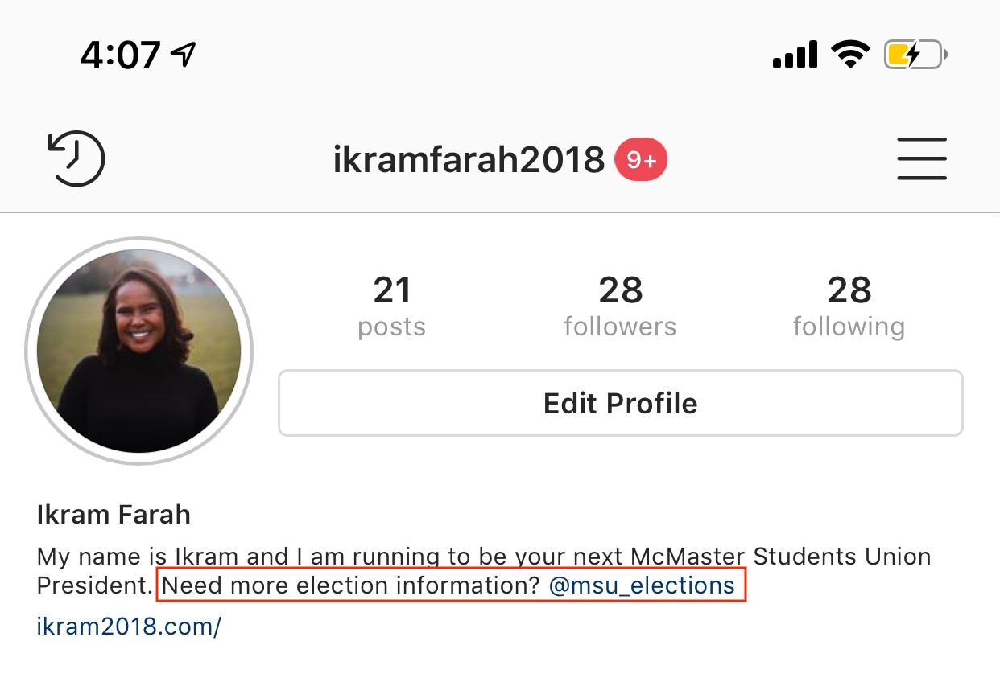 4:07
ikramfarah2018 9+
21 28 28
posts followers following
Edit Profile
Ikram Farah
My name is Ikram and I am running to be your next McMaster Students Union
President. Need more election information? @msu_elections
ikram2018.com/